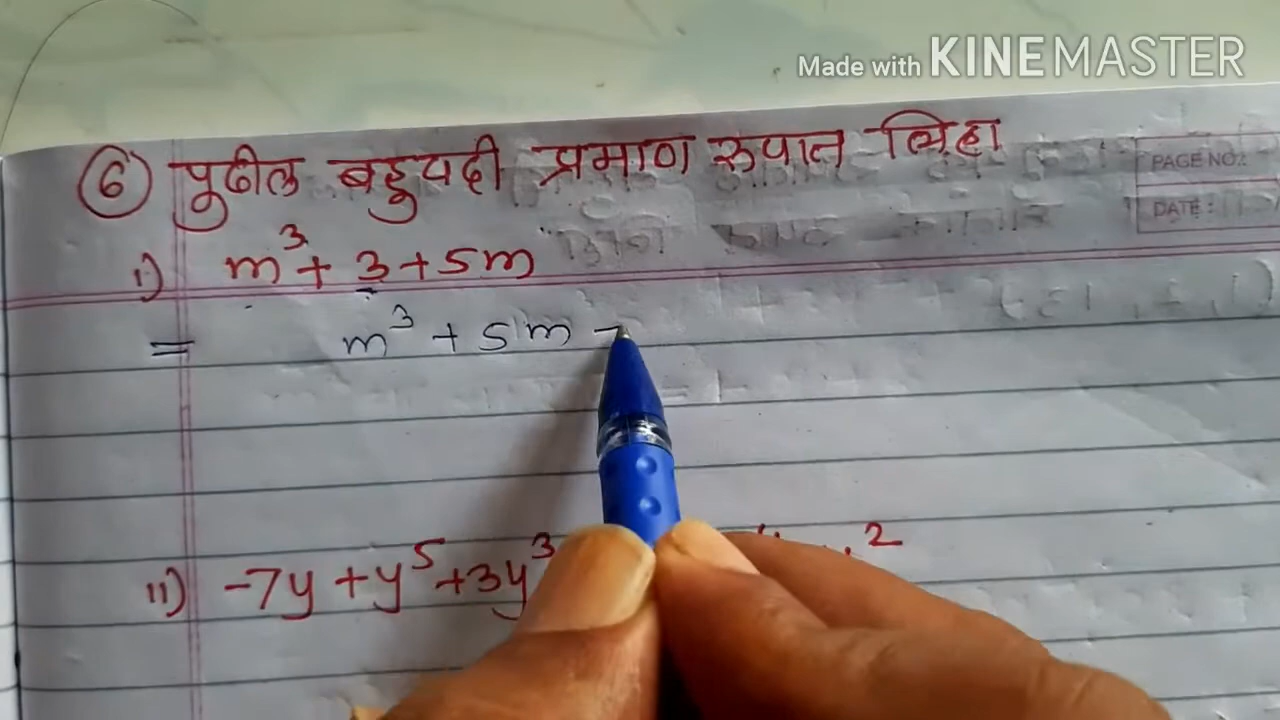 Made with KINEMASTER
6) पुढील बहुपदी प्रमाण रुपात लिहा
PAGE NO.:
DATE:
i) m³ + 3 + 5m
= m³ + 5m
ii) -7y + y⁵ + 3y³